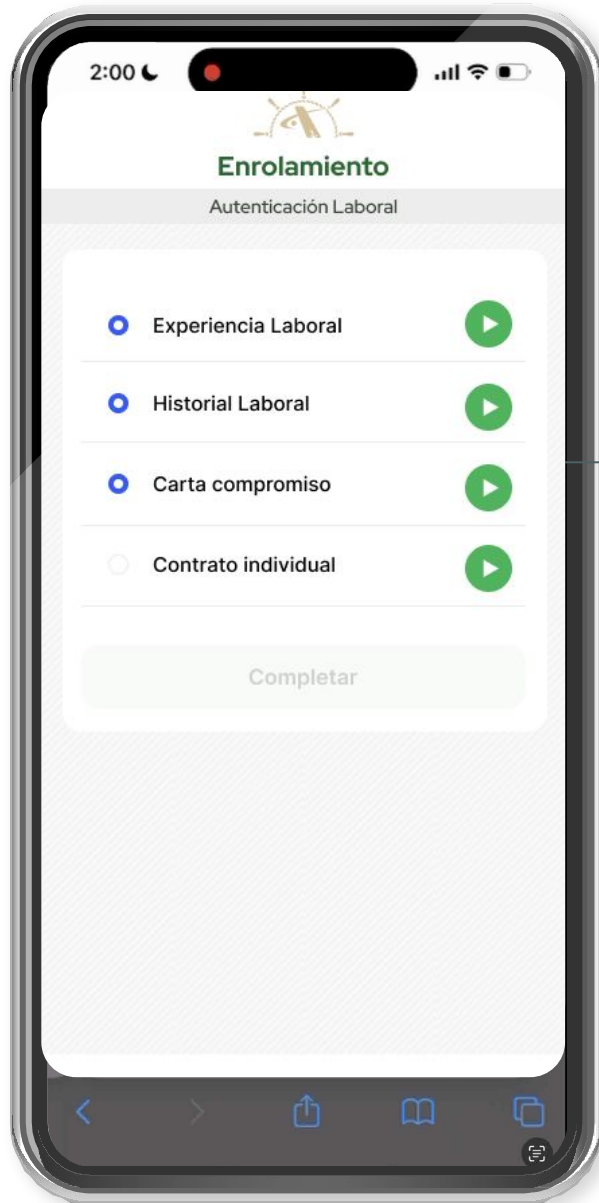 2:00
Enrolamiento
Autenticación Laboral
Experiencia Laboral
Historial Laboral
Carta compromiso
Contrato individual
Completar